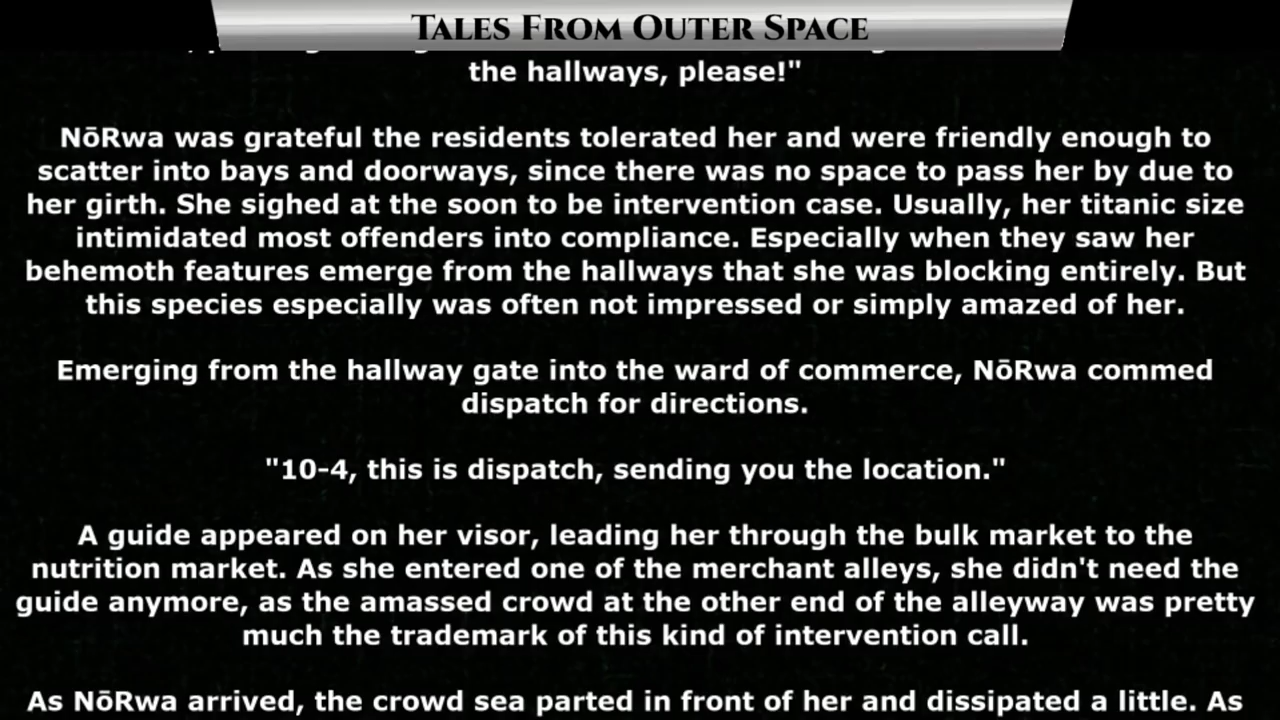 Tales From Outer Space
the hallways, please!"
NōRwa was grateful the residents tolerated her and were friendly enough to
scatter into bays and doorways, since there was no space to pass her by due to
her girth. She sighed at the soon to be intervention case. Usually, her titanic size
intimidated most offenders into compliance. Especially when they saw her
behemoth features emerge from the hallways that she was blocking entirely. But
this species especially was often not impressed or simply amazed of her.
Emerging from the hallway gate into the ward of commerce, NōRwa commed
dispatch for directions.
"10-4, this is dispatch, sending you the location."
A guide appeared on her visor, leading her through the bulk market to the
nutrition market. As she entered one of the merchant alleys, she didn't need the
guide anymore, as the amassed crowd at the other end of the alleyway was pretty
much the trademark of this kind of intervention call.
As NōRwa arrived, the crowd sea parted in front of her and dissipated a little. As